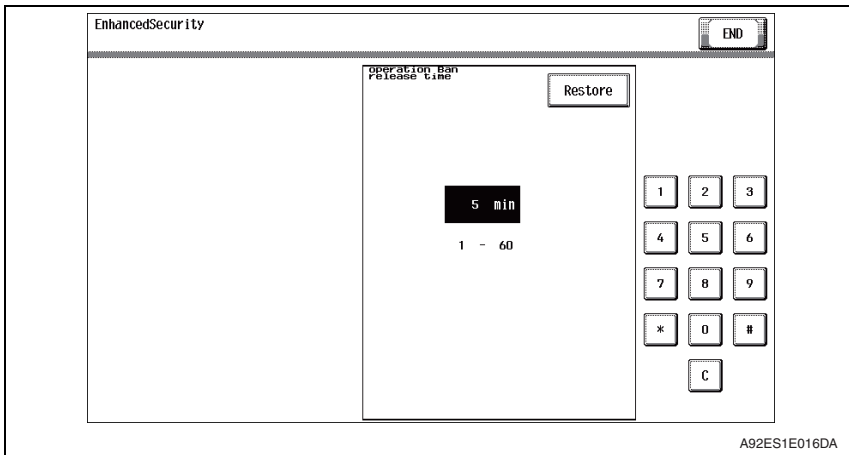 EnhancedSecurity
END
operation Ban
release time
Restore
5 min
1 - 60
1 2 3
4 5 6
7 8 9
* 0 #
C
A92ES1E016DA